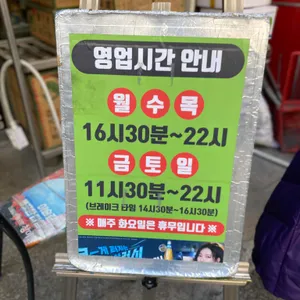 영업시간 안내
월 수 목
16시30분~22시
금 토 일
11시30분~22시
(브레이크 타임 14시30분~16시30분)
※ 매주 화요일은 휴무입니다 ※